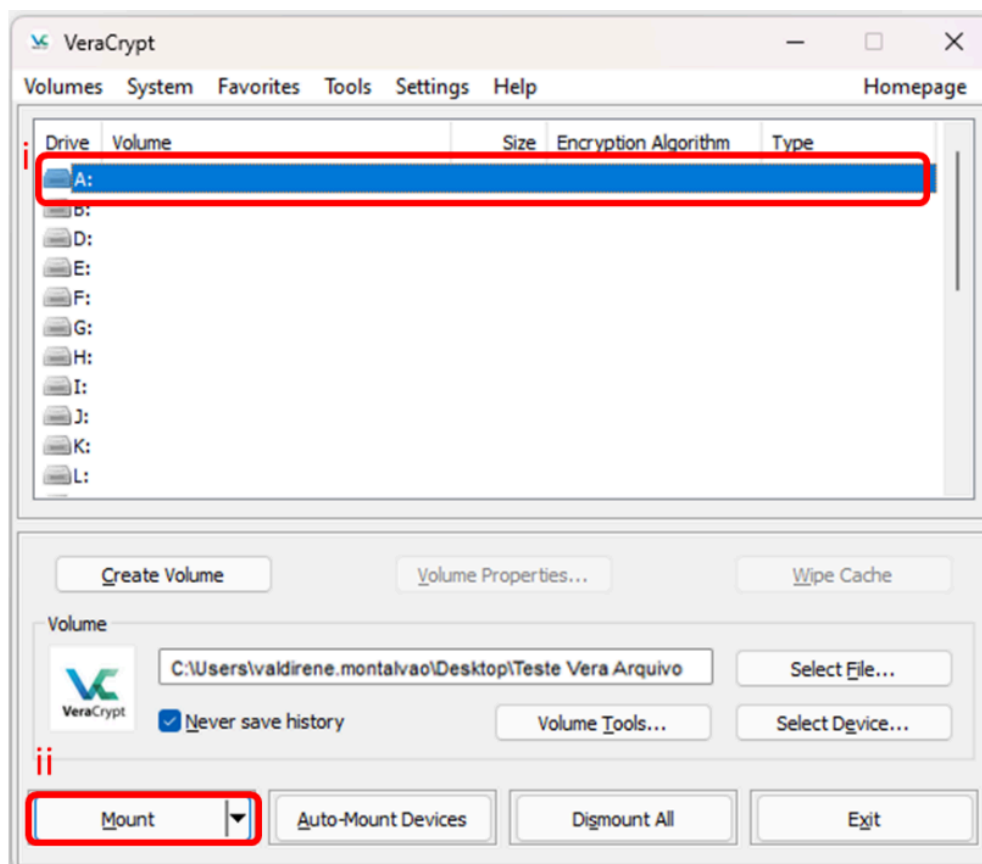 VeraCrypt
Volumes System Favorites Tools Settings Help Homepage
i
Drive Volume Size Encryption Algorithm Type
A:
B:
D:
E:
F:
G:
H:
I:
J:
K:
L:
Create Volume Volume Properties... Wipe Cache
Volume
C:\Users\valdirene.montalvao\Desktop\Teste Vera Arquivo Select File...
VeraCrypt
Never save history Volume Tools... Select Device...
ii
Mount Auto-Mount Devices Dismount All Exit